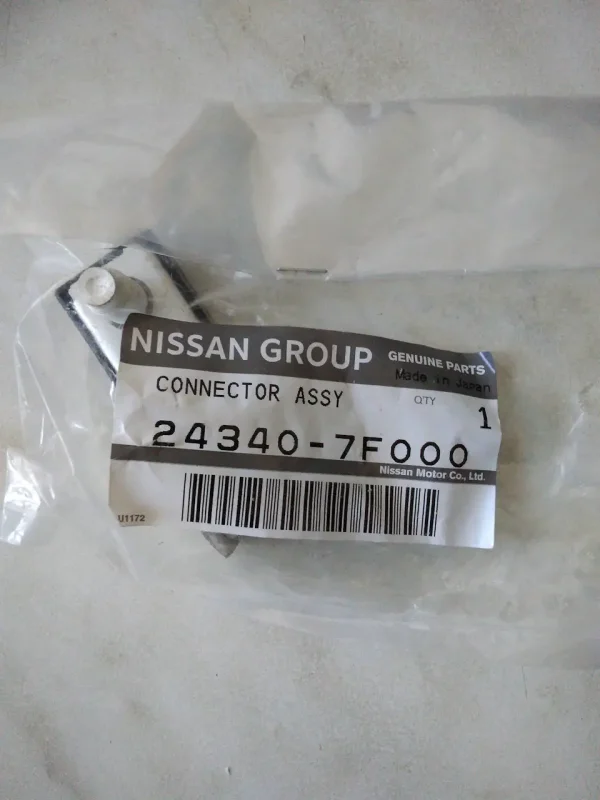 NISSAN GROUP GENUINE PARTS
Made in Japan
CONNECTOR ASSY Q'TY 1
24340-7F000
Nissan Motor Co., Ltd.
U1172